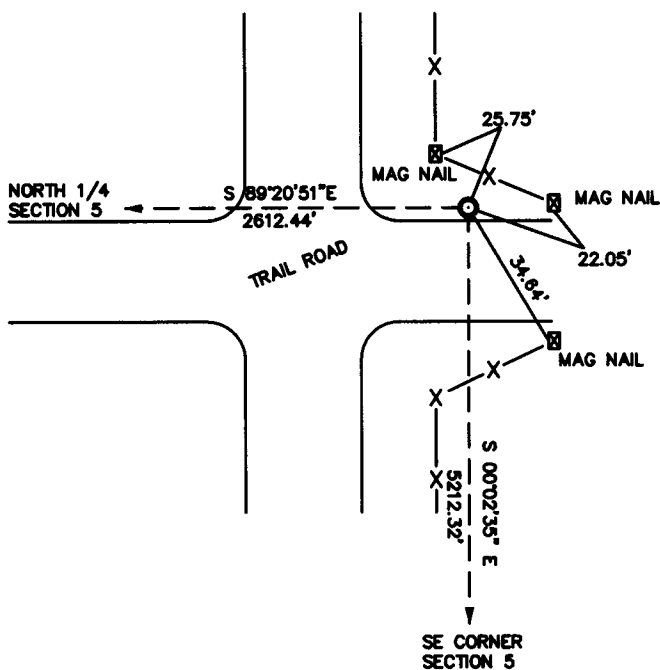 25.75'
MAG NAIL
MAG NAIL
NORTH 1/4
SECTION 5
S 89°20'51"E
2612.44'
22.05'
TRAIL ROAD
34.64'
MAG NAIL
S 00°02'35" E
5212.32'
SE CORNER
SECTION 5